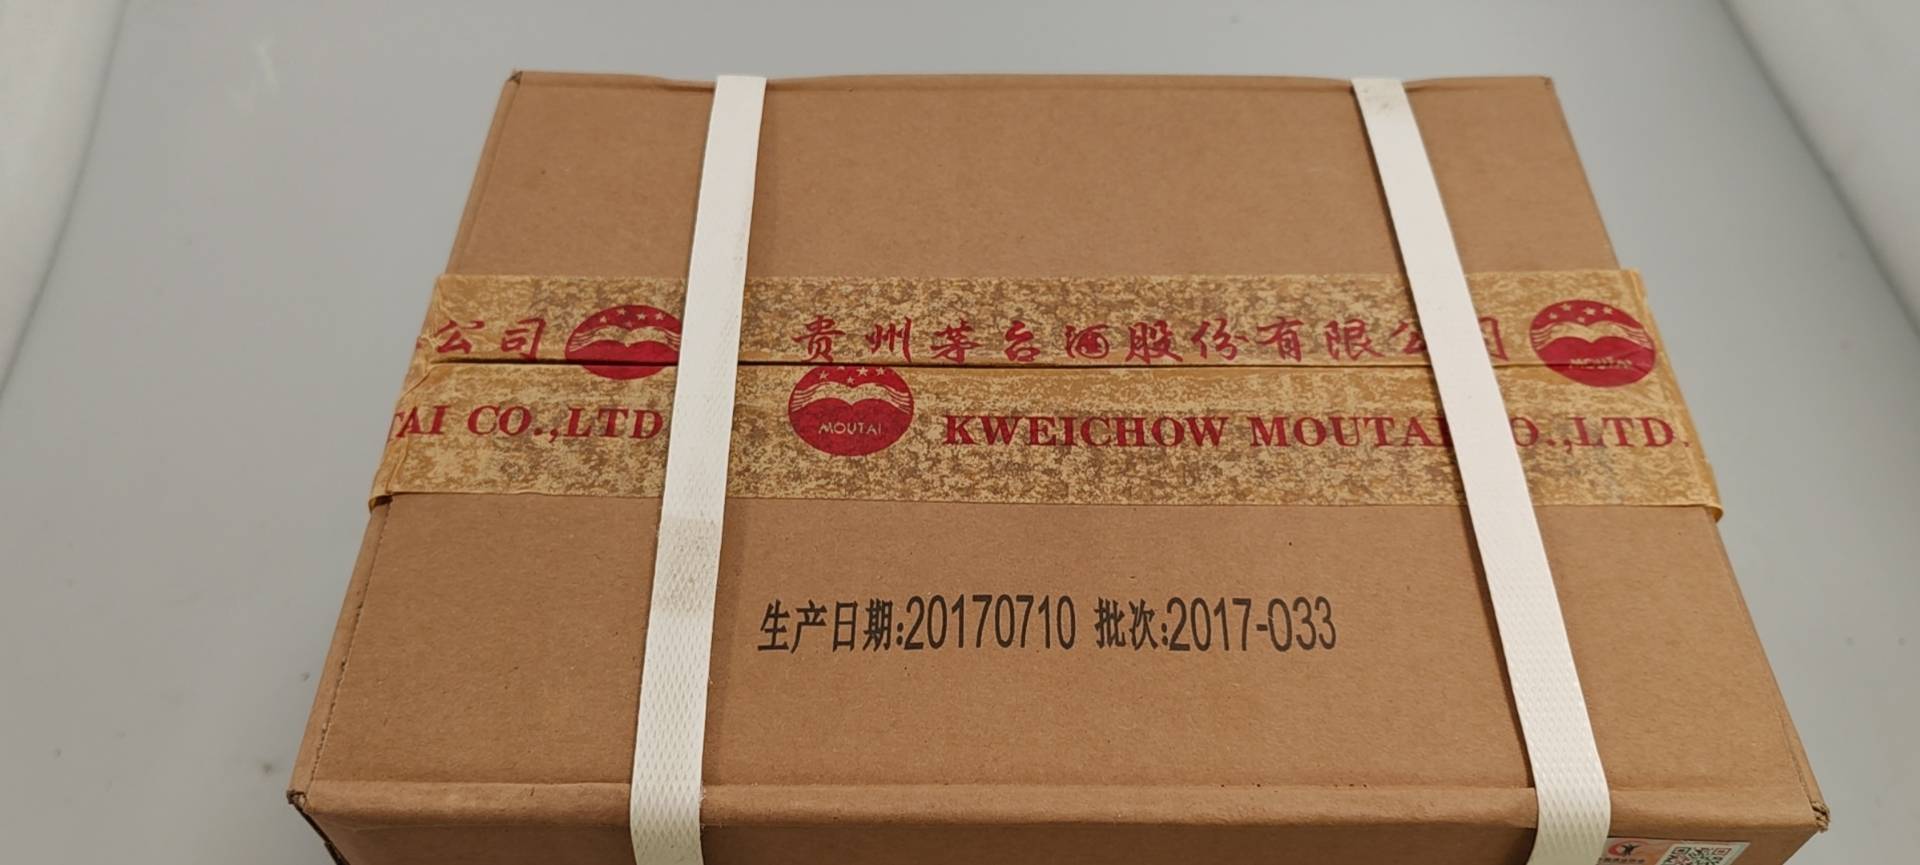 公司 贵州茅台酒股份有限公司 MOUTAI
TAI CO.,LTD MOUTAI KWEICHOW MOUTAI CO.,LTD.
生产日期:20170710 批次:2017-033